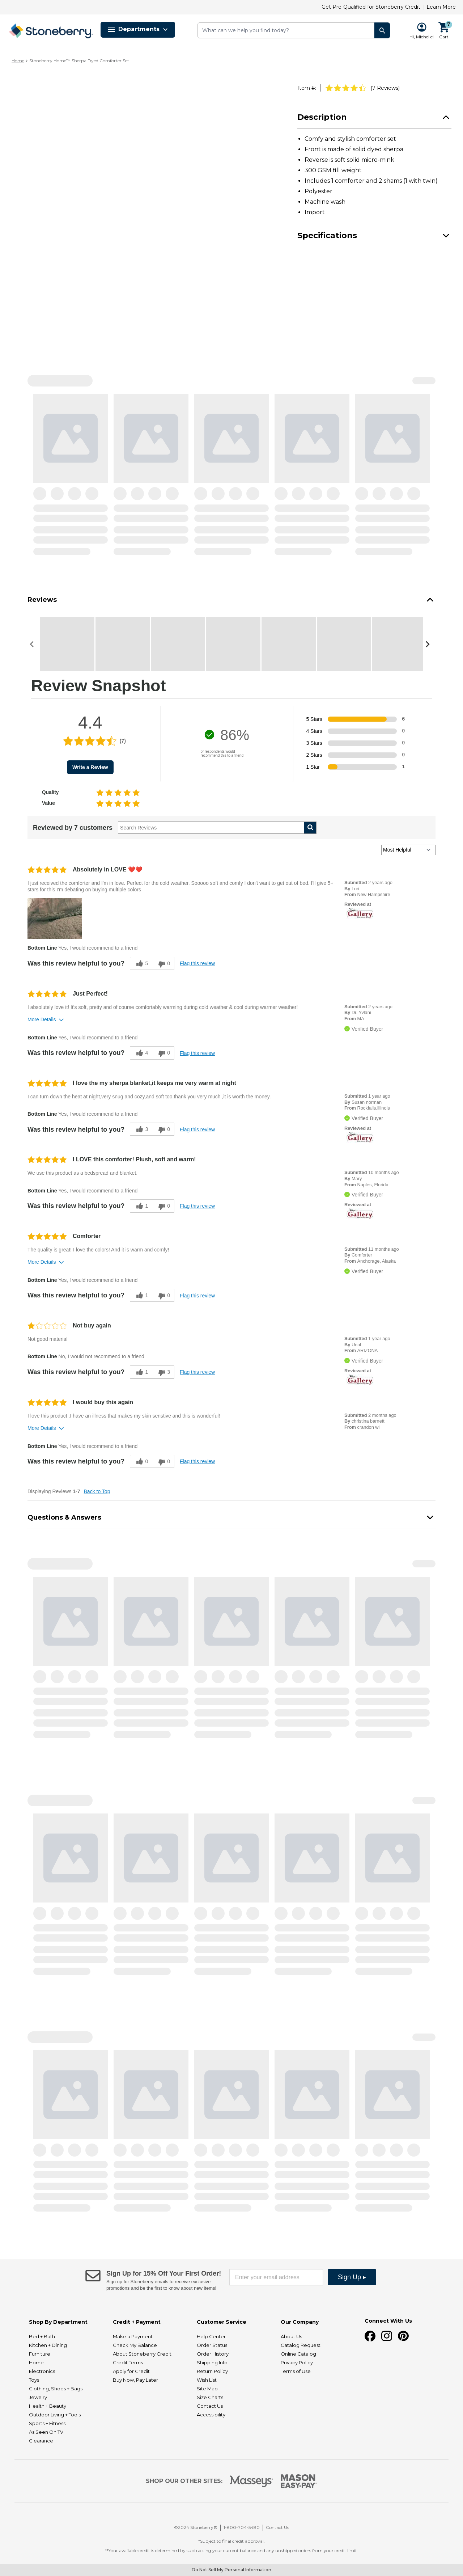 Get Pre-Qualified for Stoneberry Credit | Learn More
Stoneberry.
Departments
What can we help you find today?
Hi, Michelle!
Cart
Home > Stoneberry Home™ Sherpa Dyed Comforter Set
Item #: (7 Reviews)
Description
• Comfy and stylish comforter set
• Front is made of solid dyed sherpa
• Reverse is soft solid micro-mink
• 300 GSM fill weight
• Includes 1 comforter and 2 shams (1 with twin)
• Polyester
• Machine wash
• Import
Specifications
Reviews
Review Snapshot
4.4
(7)
Write a Review
86%
of respondents would
recommend this to a friend
5 Stars 6
4 Stars 0
3 Stars 0
2 Stars 0
1 Star 1
Quality
Value
Reviewed by 7 customers
Search Reviews
Most Helpful
Absolutely in LOVE ❤️❤️
I just received the comforter and I'm in love. Perfect for the cold weather. Sooooo soft and comfy I don't want to get out of bed. I'll give 5+
stars for this I'm debating on buying multiple colors
Submitted 2 years ago
By Lori
From New Hampshire
Reviewed at
Gallery
Bottom Line Yes, I would recommend to a friend
Was this review helpful to you? 5 0 Flag this review
Just Perfect!
I absolutely love it! It's soft, pretty and of course comfortably warming during cold weather & cool during warmer weather!
More Details
Submitted 2 years ago
By Dr. Yolani
From MA
Verified Buyer
Bottom Line Yes, I would recommend to a friend
Was this review helpful to you? 4 0 Flag this review
I love the my sherpa blanket,it keeps me very warm at night
I can turn down the heat at night,very snug and cozy,and soft too.thank you very much ,it is worth the money.
Submitted 1 year ago
By Susan norman
From Rockfalls,illinois
Verified Buyer
Reviewed at
Gallery
Bottom Line Yes, I would recommend to a friend
Was this review helpful to you? 3 0 Flag this review
I LOVE this comforter! Plush, soft and warm!
We use this product as a bedspread and blanket.
Submitted 10 months ago
By Mary
From Naples, Florida
Verified Buyer
Reviewed at
Gallery
Bottom Line Yes, I would recommend to a friend
Was this review helpful to you? 1 0 Flag this review
Comforter
The quality is great! I love the colors! And it is warm and comfy!
More Details
Submitted 11 months ago
By Comforter
From Anchorage, Alaska
Verified Buyer
Bottom Line Yes, I would recommend to a friend
Was this review helpful to you? 1 0 Flag this review
Not buy again
Not good material
Submitted 1 year ago
By Ueal
From ARIZONA
Verified Buyer
Reviewed at
Gallery
Bottom Line No, I would not recommend to a friend
Was this review helpful to you? 1 3 Flag this review
I would buy this again
I love this product .I have an illness that makes my skin sensitive and this is wonderful!
More Details
Submitted 2 months ago
By christina barnett
From crandon wi
Bottom Line Yes, I would recommend to a friend
Was this review helpful to you? 0 0 Flag this review
Displaying Reviews 1-7 Back to Top
Questions & Answers
Sign Up for 15% Off Your First Order!
Sign up for Stoneberry emails to receive exclusive
promotions and be the first to know about new items!
Enter your email address
Sign Up ▸
Shop By Department
Bed + Bath
Kitchen + Dining
Furniture
Home
Electronics
Toys
Clothing, Shoes + Bags
Jewelry
Health + Beauty
Outdoor Living + Tools
Sports + Fitness
As Seen On TV
Clearance
Credit + Payment
Make a Payment
Check My Balance
About Stoneberry Credit
Credit Terms
Apply for Credit
Buy Now, Pay Later
Customer Service
Help Center
Order Status
Order History
Shipping Info
Return Policy
Wish List
Site Map
Size Charts
Contact Us
Accessibility
Our Company
About Us
Catalog Request
Online Catalog
Privacy Policy
Terms of Use
Connect With Us
SHOP OUR OTHER SITES: Masseys MASON EASY-PAY
©2024 Stoneberry® | 1-800-704-5480 | Contact Us
*Subject to final credit approval
**Your available credit is determined by subtracting your current balance and any unshipped orders from your credit limit.
Do Not Sell My Personal Information